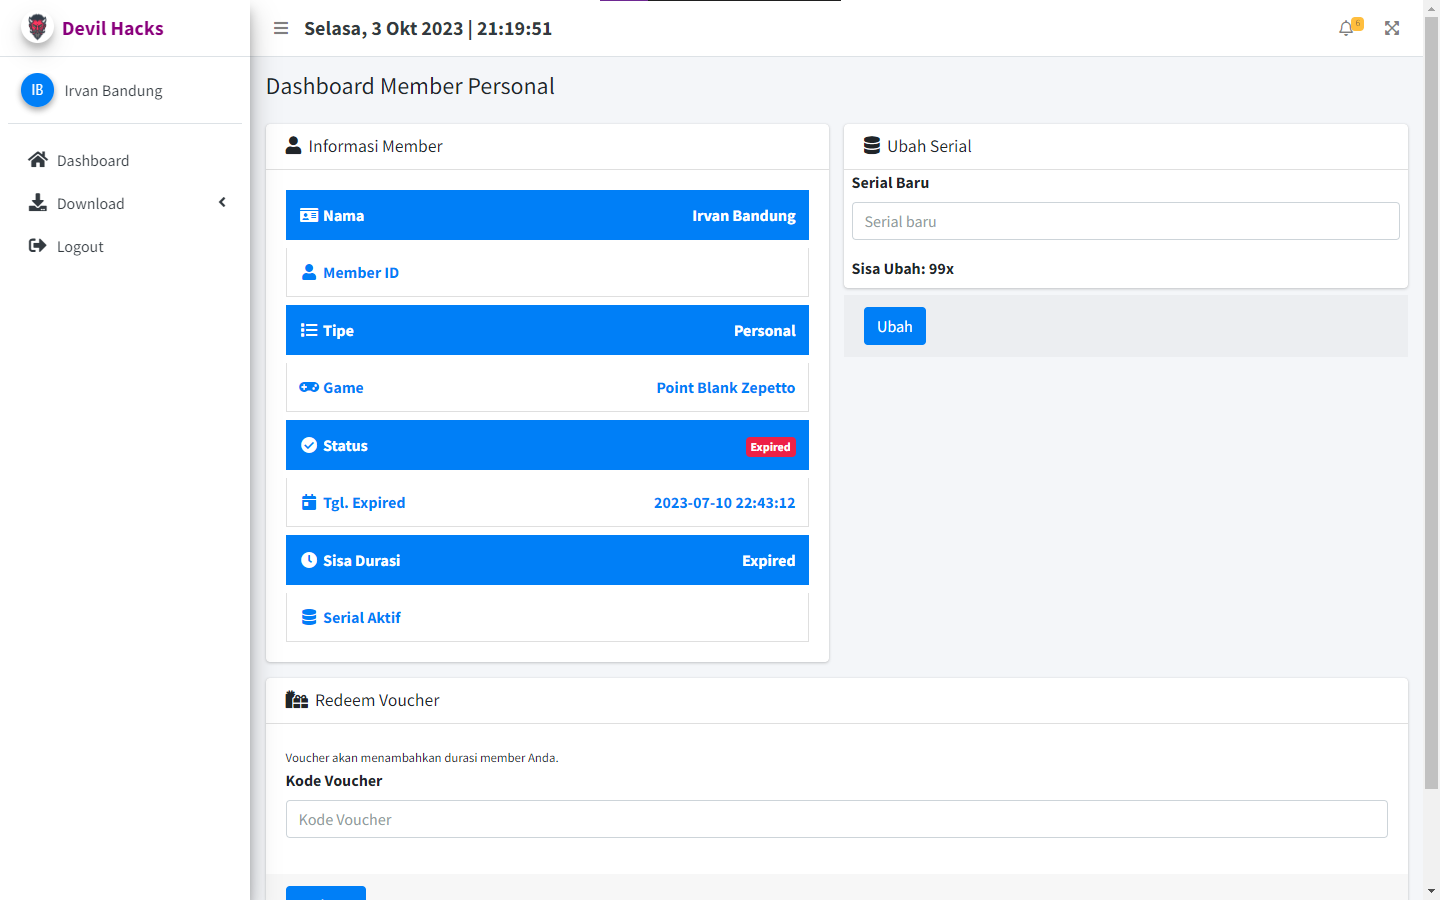 Devil Hacks
Selasa, 3 Okt 2023 | 21:19:51
6
IB Irvan Bandung
Dashboard
Download
Logout
Dashboard Member Personal
Informasi Member
Nama Irvan Bandung
Member ID
Tipe Personal
Game Point Blank Zepetto
Status Expired
Tgl. Expired 2023-07-10 22:43:12
Sisa Durasi Expired
Serial Aktif
Ubah Serial
Serial Baru
Serial baru
Sisa Ubah: 99x
Ubah
Redeem Voucher
Voucher akan menambahkan durasi member Anda.
Kode Voucher
Kode Voucher